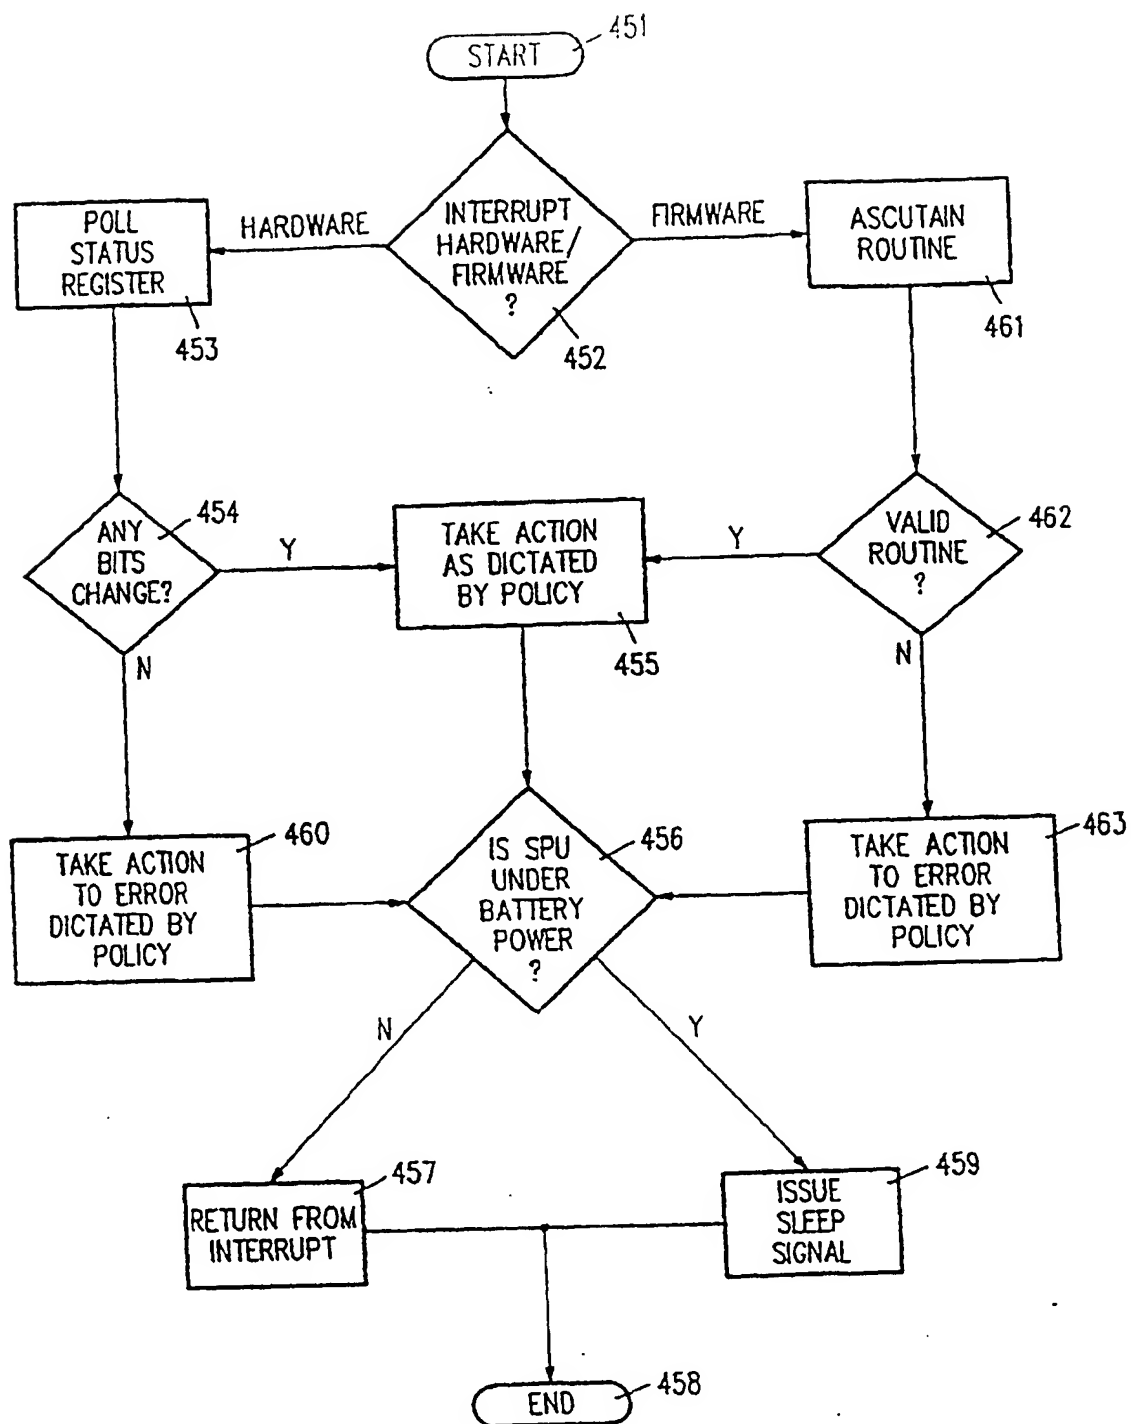 451
START
INTERRUPT
HARDWARE/
FIRMWARE
?
452
HARDWARE
FIRMWARE
POLL
STATUS
REGISTER
453
ASCUTAIN
ROUTINE
461
ANY
BITS
CHANGE?
454
Y
N
TAKE ACTION
AS DICTATED
BY POLICY
455
VALID
ROUTINE
?
462
Y
N
460
TAKE ACTION
TO ERROR
DICTATED BY
POLICY
IS SPU
UNDER
BATTERY
POWER
?
456
463
TAKE ACTION
TO ERROR
DICTATED BY
POLICY
N
Y
457
RETURN FROM
INTERRUPT
459
ISSUE
SLEEP
SIGNAL
END
458